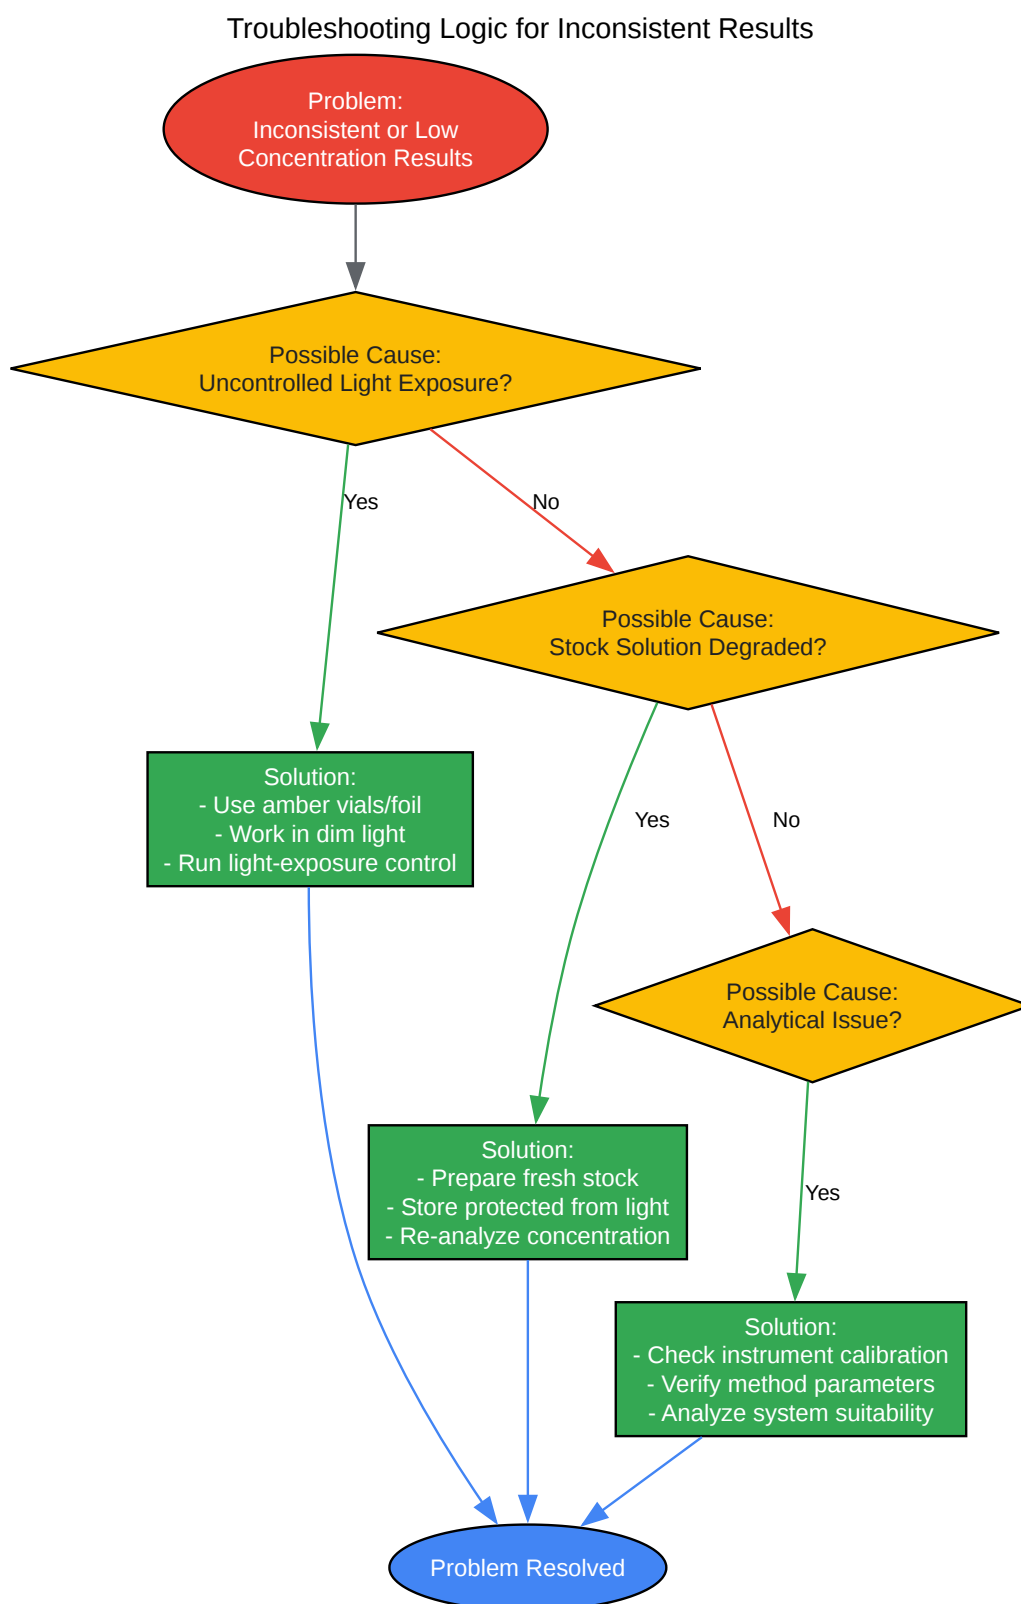 Troubleshooting Logic for Inconsistent Results
Problem:
Inconsistent or Low
Concentration Results
Possible Cause:
Uncontrolled Light Exposure?
Yes
No
Possible Cause:
Stock Solution Degraded?
Solution:
- Use amber vials/foil
- Work in dim light
- Run light-exposure control
Yes
No
Possible Cause:
Analytical Issue?
Solution:
- Prepare fresh stock
- Store protected from light
- Re-analyze concentration
Yes
Solution:
- Check instrument calibration
- Verify method parameters
- Analyze system suitability
Problem Resolved